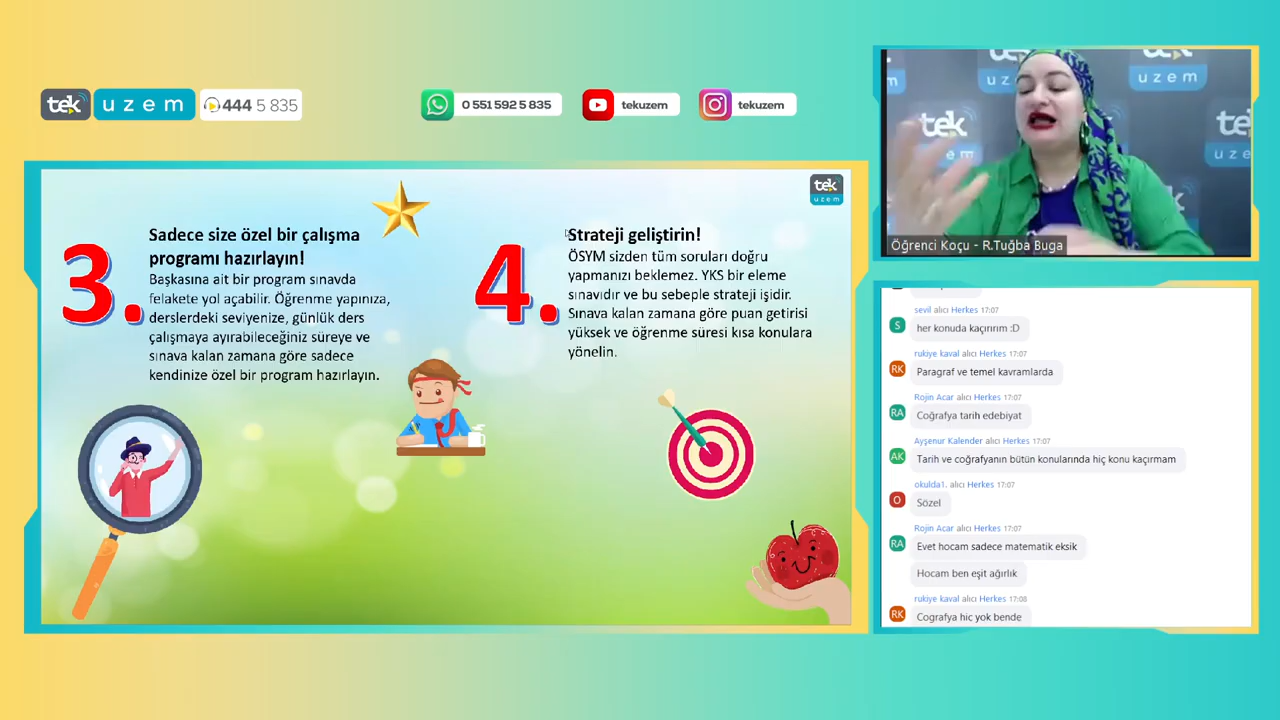 tek uzem 444 5 835
0 551 592 5 835
tekuzem
tekuzem
tek
uzem
3.
Sadece size özel bir çalışma
programı hazırlayın!
Başkasına ait bir program sınavda
felakete yol açabilir. Öğrenme yapınıza,
derslerdeki seviyenize, günlük ders
çalışmaya ayırabileceğiniz süreye ve
sınava kalan zamana göre sadece
kendinize özel bir program hazırlayın.
4.
Strateji geliştirin!
ÖSYM sizden tüm soruları doğru
yapmanızı beklemez. YKS bir eleme
sınavıdır ve bu sebeple strateji işidir.
Sınava kalan zamana göre puan getirisi
yüksek ve öğrenme süresi kısa konulara
yönelin.
uzem
tek
Öğrenci Koçu - R.Tuğba Buga
sevil alıcı Herkes 17:07
S
her konuda kaçırırım :D
rukiye kaval alıcı Herkes 17:07
RK
Paragraf ve temel kavramlarda
Rojin Acar alıcı Herkes 17:07
RA
Coğrafya tarih edebiyat
Ayşenur Kalender alıcı Herkes 17:07
AK
Tarih ve coğrafyanın bütün konularında hiç konu kaçırmam
okulda1. alıcı Herkes 17:07
O
Sözel
Rojin Acar alıcı Herkes 17:07
RA
Evet hocam sadece matematik eksik
Hocam ben eşit ağırlık
rukiye kaval alıcı Herkes 17:08
RK
Cografya hic yok bende